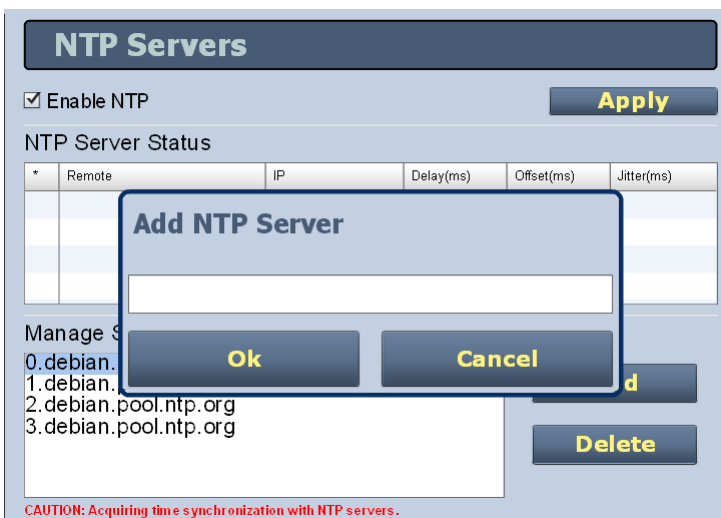 NTP Servers
Enable NTP
Apply
NTP Server Status
* Remote IP Delay(ms) Offset(ms) Jitter(ms)
Add NTP Server
Ok Cancel
Manage
0.debian.
1.debian.
2.debian.pool.ntp.org
3.debian.pool.ntp.org
Delete
CAUTION: Acquiring time synchronization with NTP servers.